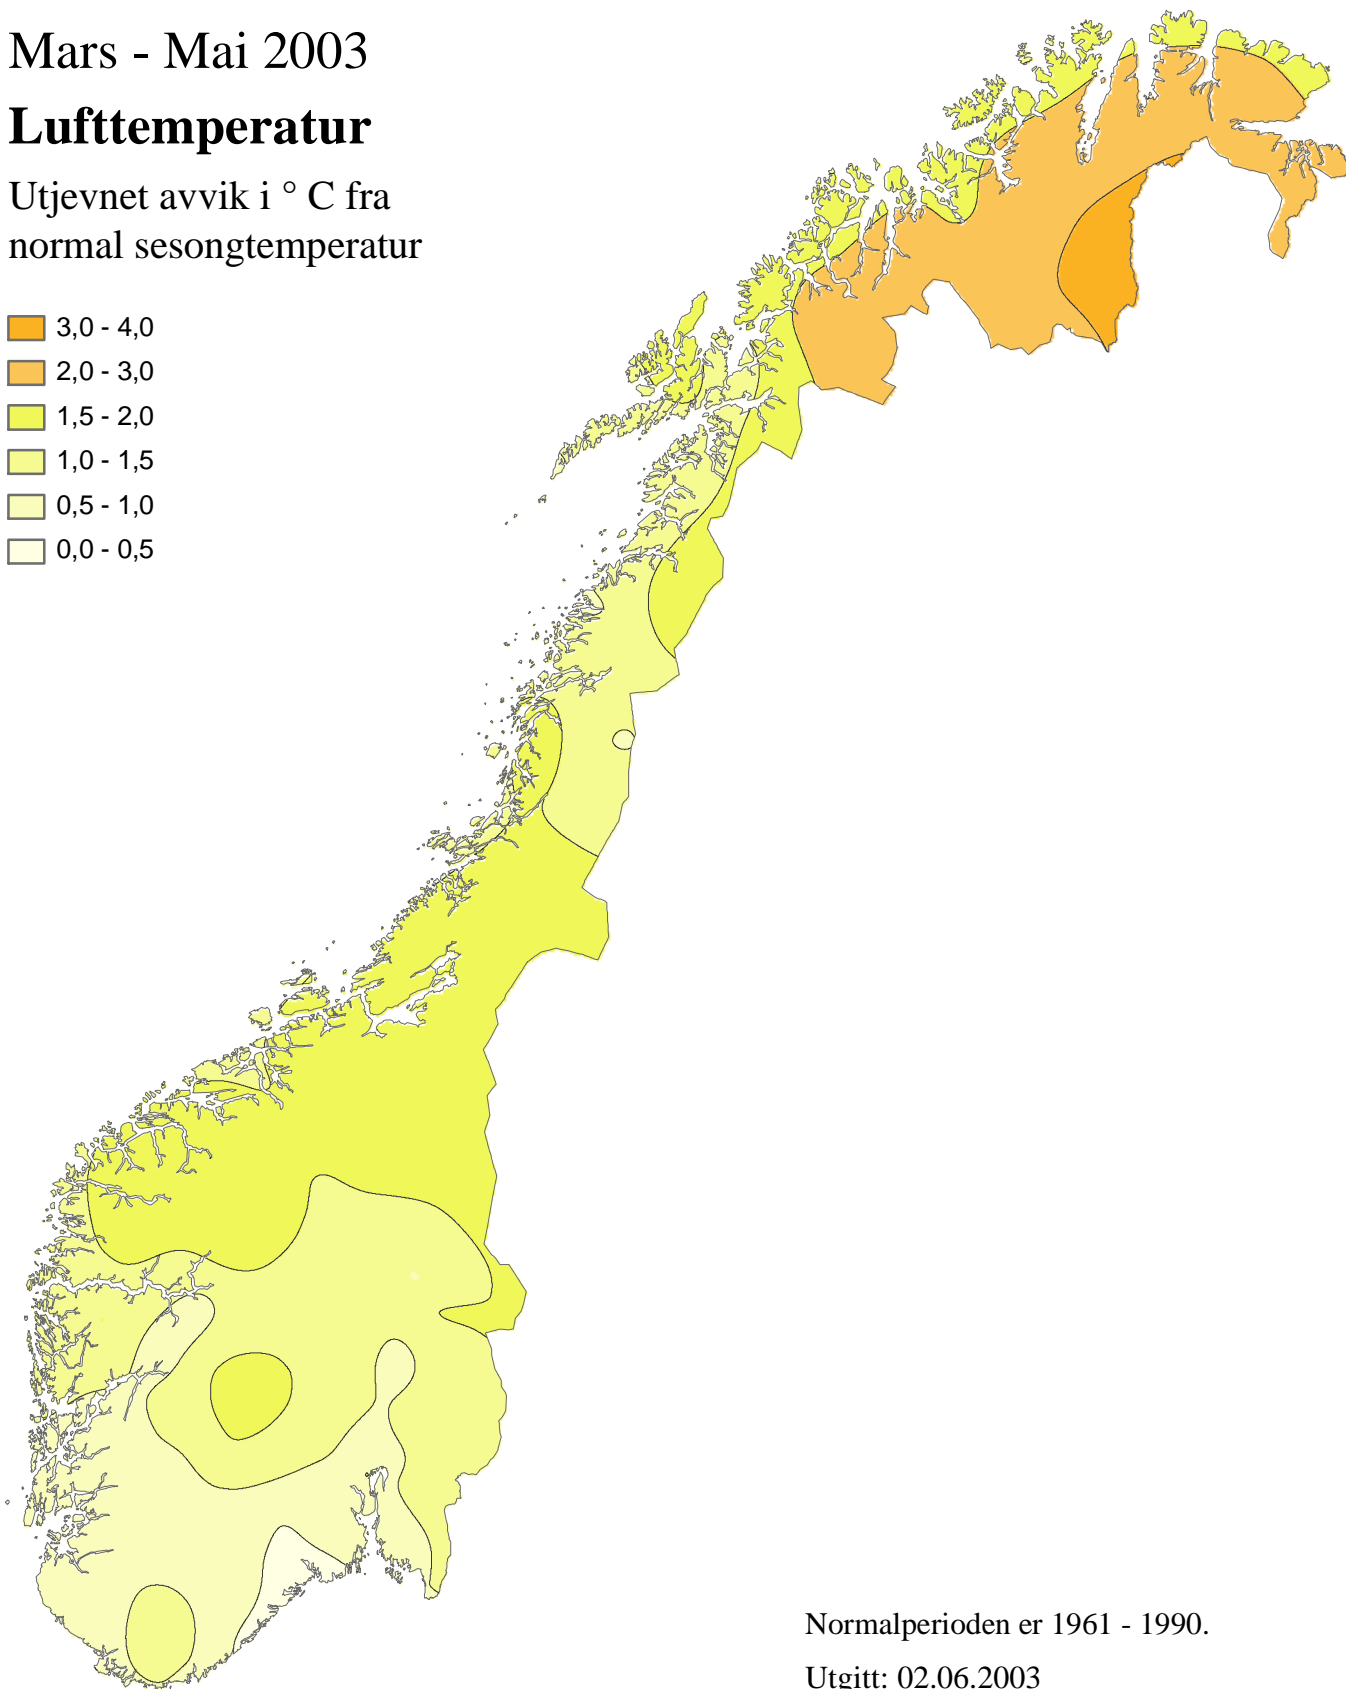 Mars - Mai 2003
Lufttemperatur
Utjevnet avvik i ° C fra
normal sesongtemperatur
3,0 - 4,0
2,0 - 3,0
1,5 - 2,0
1,0 - 1,5
0,5 - 1,0
0,0 - 0,5
Normalperioden er 1961 - 1990.
Utgitt: 02.06.2003